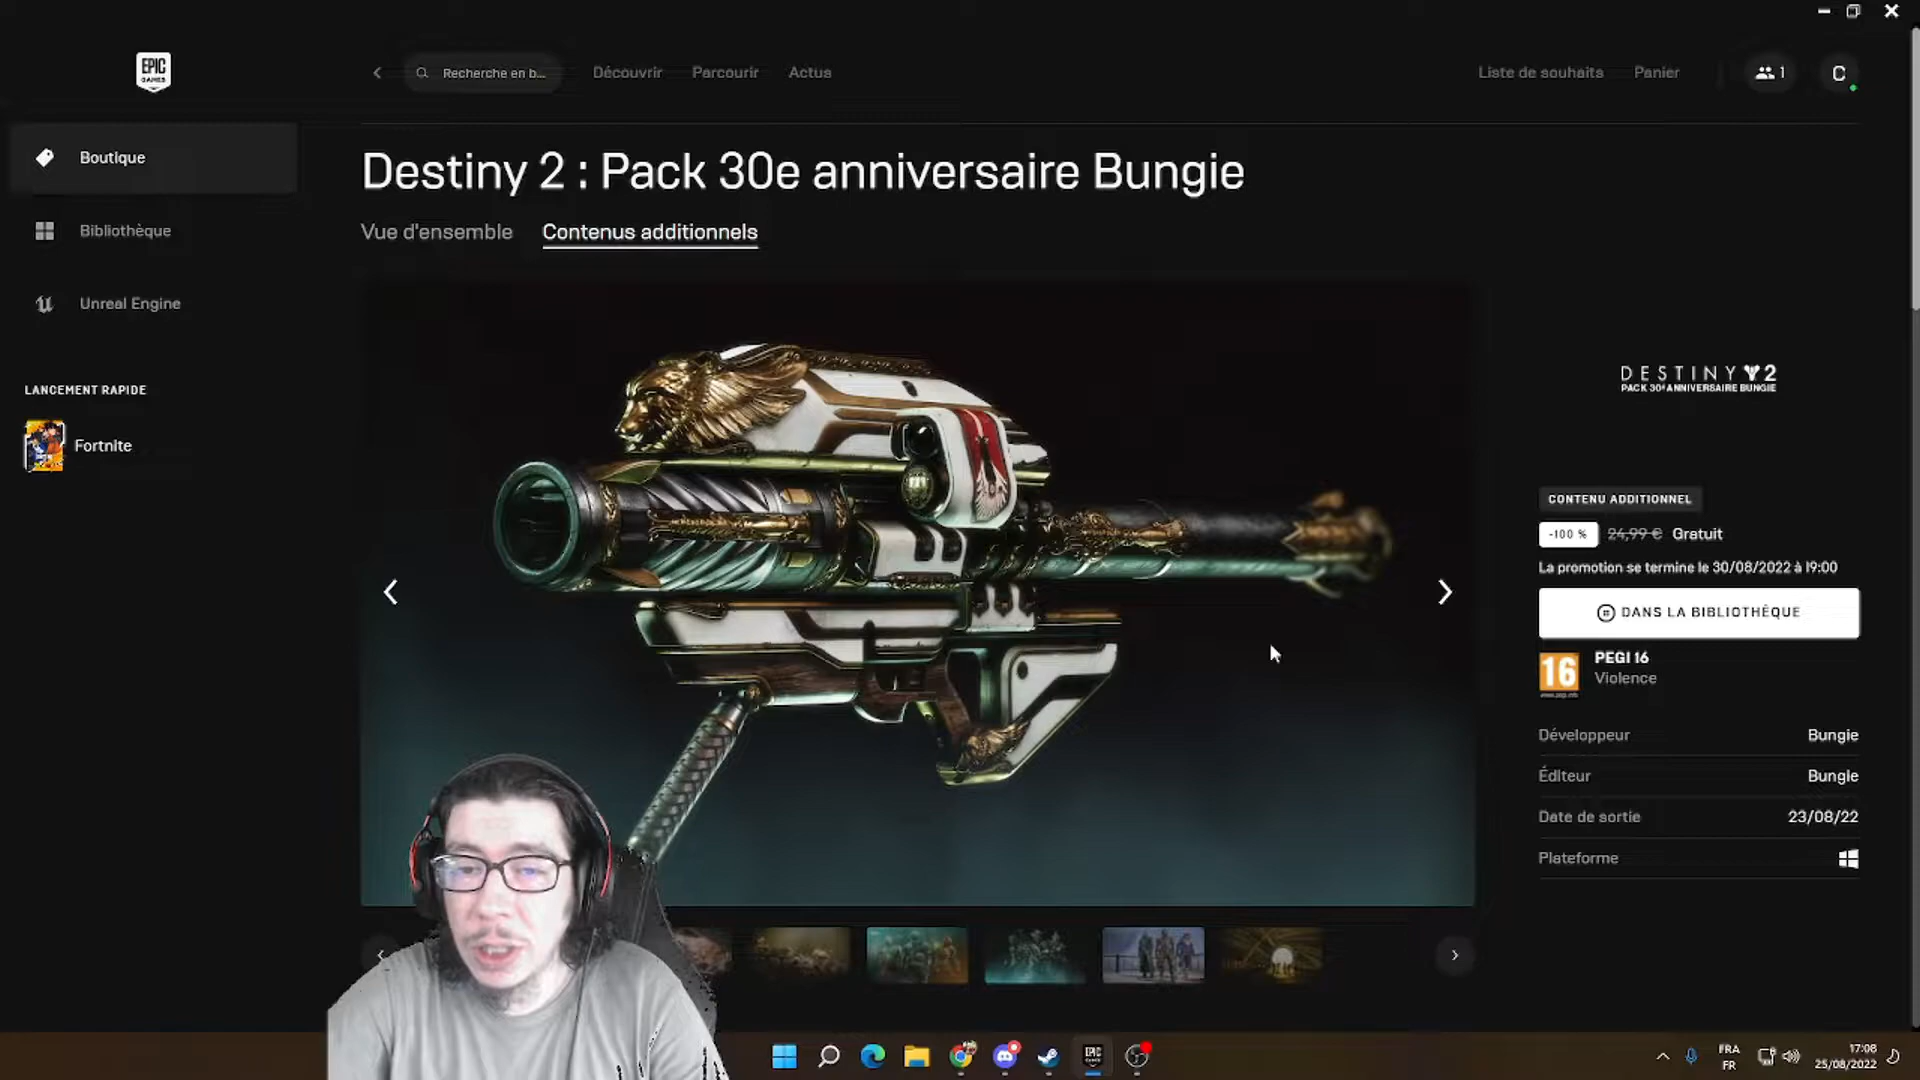 EPIC
GAMES
Recherche en b...
Découvrir
Parcourir
Actus
Liste de souhaits
Panier
1
C
Boutique
Bibliothèque
Unreal Engine
LANCEMENT RAPIDE
Fortnite
Destiny 2 : Pack 30e anniversaire Bungie
Vue d'ensemble
Contenus additionnels
DESTINY 2
PACK 30E ANNIVERSAIRE BUNGIE
CONTENU ADDITIONNEL
-100 % 24,99 € Gratuit
La promotion se termine le 30/08/2022 à 19:00
DANS LA BIBLIOTHÈQUE
16
PEGI 16
Violence
Développeur Bungie
Éditeur Bungie
Date de sortie 23/08/22
Plateforme
EPIC
FRA
FR
17:08
25/08/2022